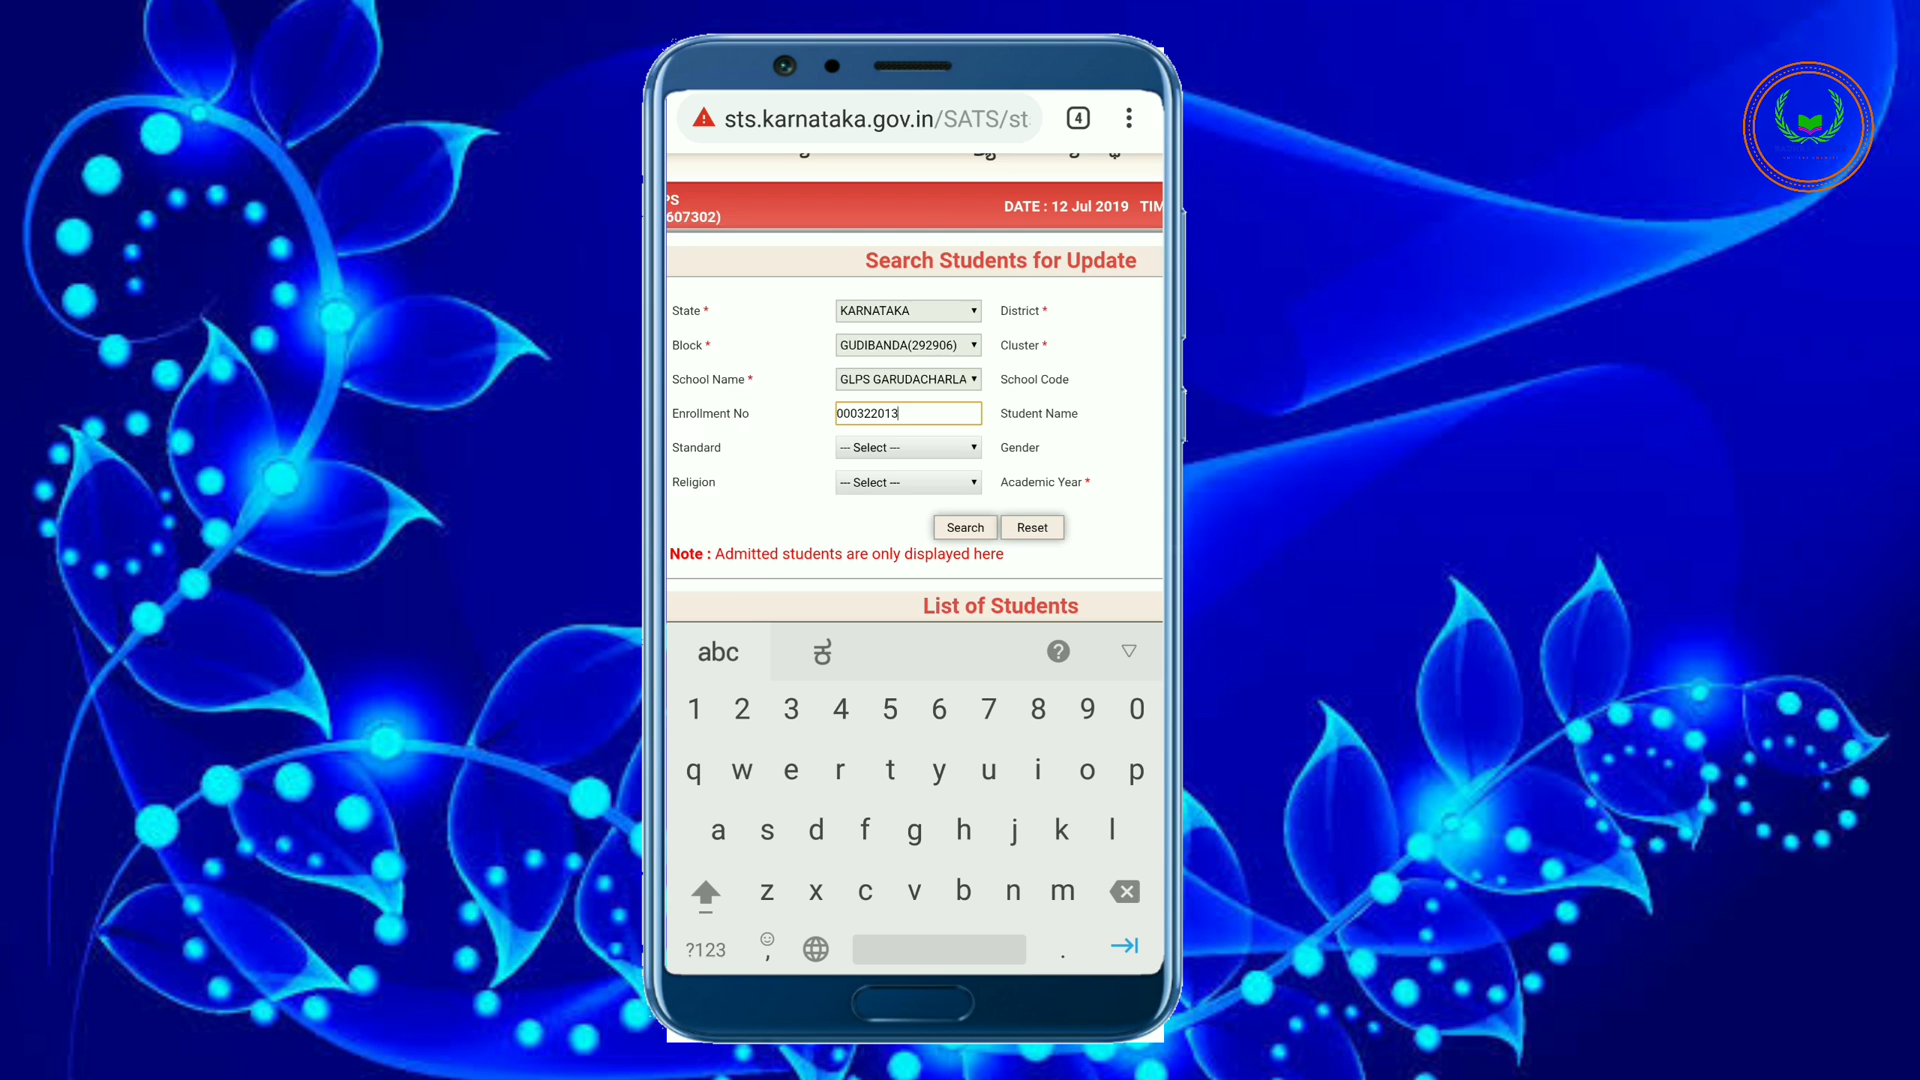 sts.karnataka.gov.in/SATS/st
4
PS
607302)
DATE : 12 Jul 2019 TIM
Search Students for Update
State * KARNATAKA District *
Block * GUDIBANDA(292906) Cluster *
School Name * GLPS GARUDACHARLA School Code
Enrollment No 000322013 Student Name
Standard --- Select --- Gender
Religion --- Select --- Academic Year *
Search Reset
Note : Admitted students are only displayed here
List of Students
abc ಕ ?
1 2 3 4 5 6 7 8 9 0
q w e r t y u i o p
a s d f g h j k l
z x c v b n m
?123 , .